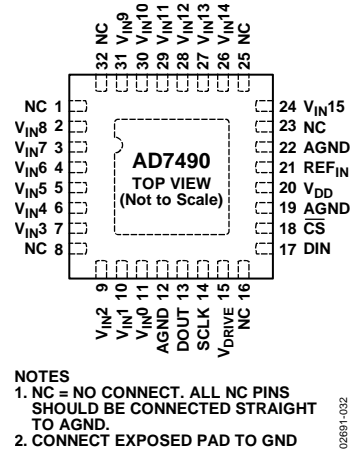 32 NC
31 VIN9
30 VIN10
29 VIN11
28 VIN12
27 VIN13
26 VIN14
25 NC
NC 1
VIN8 2
VIN7 3
VIN6 4
VIN5 5
VIN4 6
VIN3 7
NC 8
AD7490
TOP VIEW
(Not to Scale)
24 VIN15
23 NC
22 AGND
21 REFIN
20 VDD
19 AGND
18 CS
17 DIN
VIN2 9
VIN1 10
VIN0 11
AGND 12
DOUT 13
SCLK 14
VDRIVE 15
NC 16
NOTES
1. NC = NO CONNECT. ALL NC PINS
SHOULD BE CONNECTED STRAIGHT
TO AGND.
2. CONNECT EXPOSED PAD TO GND
02691-032